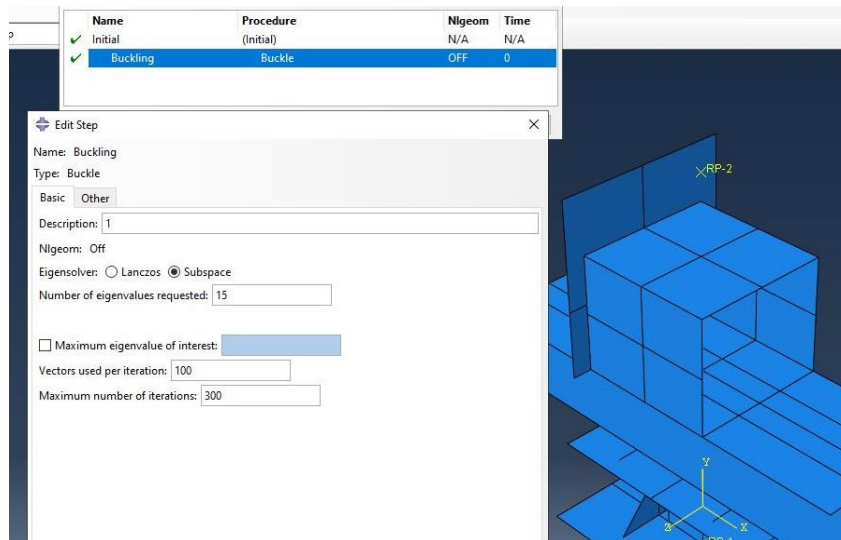 Name Procedure Nlgeom Time
Initial (Initial) N/A N/A
Buckling Buckle OFF 0
Edit Step
Name: Buckling
Type: Buckle
Basic Other
Description: 1
Nlgeom: Off
Eigensolver: Lanczos Subspace
Number of eigenvalues requested: 15
Maximum eigenvalue of interest:
Vectors used per iteration: 100
Maximum number of iterations: 300
RP-2
Y
Z X